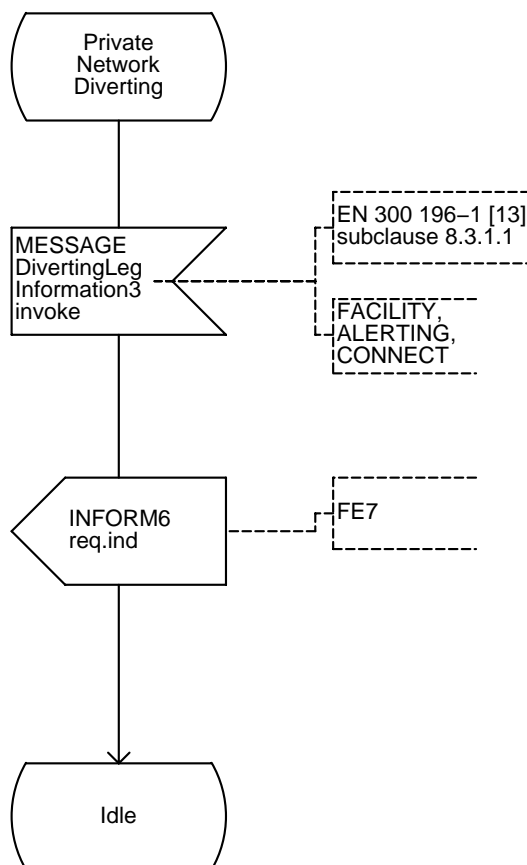 Private
Network
Diverting
MESSAGE
DivertingLeg
Information3
invoke
EN 300 196–1 [13]
subclause 8.3.1.1
FACILITY,
ALERTING,
CONNECT
INFORM6
req.ind
FE7
Idle